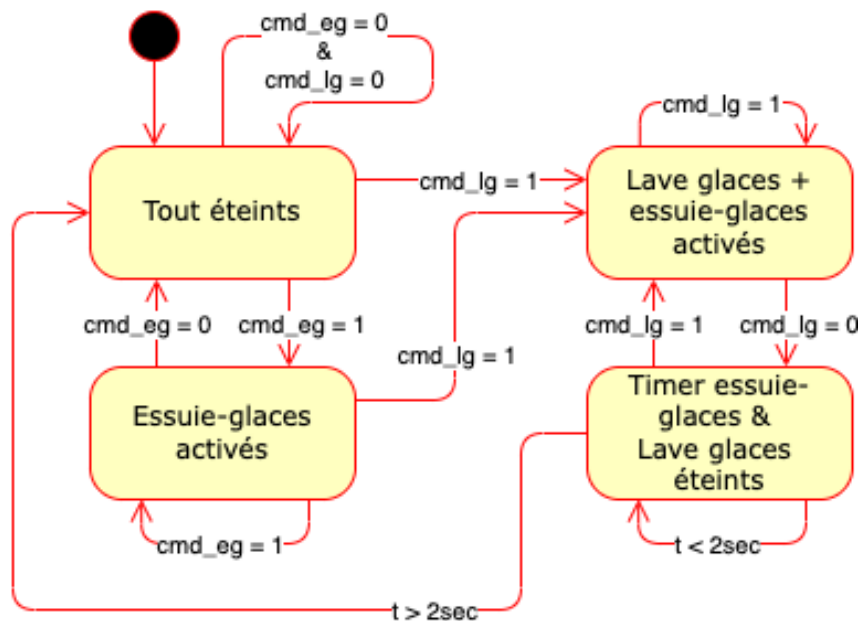 cmd_eg = 0
&
cmd_lg = 0
cmd_lg = 1
Tout éteints
cmd_lg = 1
Lave glaces +
essuie-glaces
activés
cmd_eg = 0
cmd_eg = 1
cmd_lg = 1
cmd_lg = 1
cmd_lg = 0
Essuie-glaces
activés
Timer essuie-
glaces &
Lave glaces
éteints
cmd_eg = 1
t < 2sec
t > 2sec